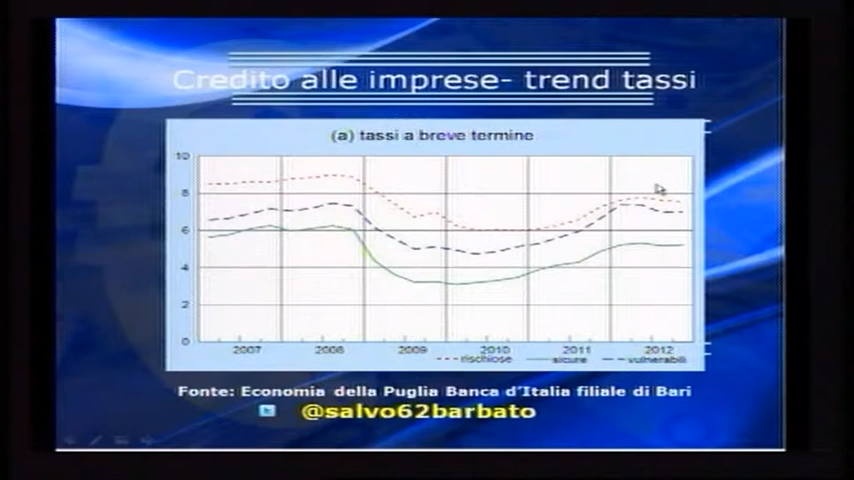 Credito alle imprese- trend tassi
(a) tassi a breve termine
10
8
6
4
2
0
2007 2008 2009 2010 2011 2012
rischiose sicure vulnerabili
Fonte: Economia della Puglia Banca d'Italia filiale di Bari
@salvo62barbato